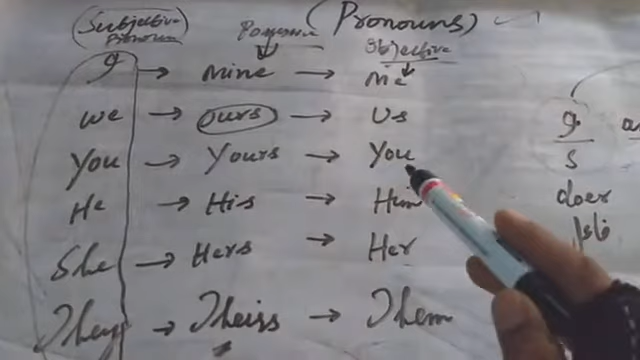 (Subjective Possessive (Pronouns)
Pronoun) Objective
I → mine → me
we → ours → Us
You → Yours → You
He → His → Him
She → Hers → Her
They → Theirs → Them
I
S
doer